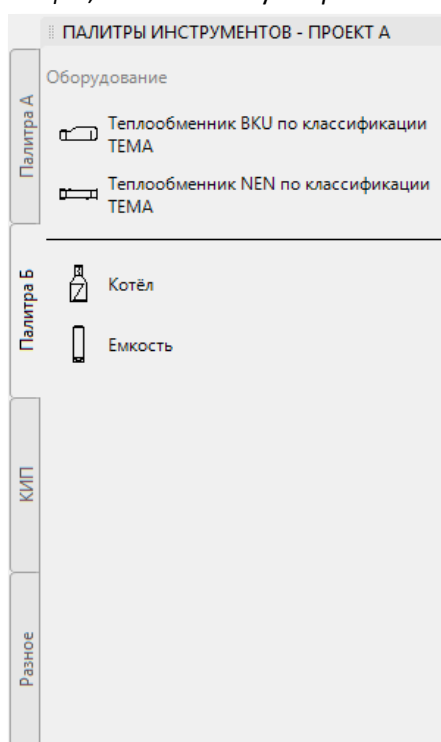 ПАЛИТРЫ ИНСТРУМЕНТОВ - ПРОЕКТ А
Оборудование
Теплообменник BKU по классификации
TEMA
Теплообменник NEN по классификации
TEMA
Котёл
Емкость
Палитра А
Палитра Б
КИП
Разное